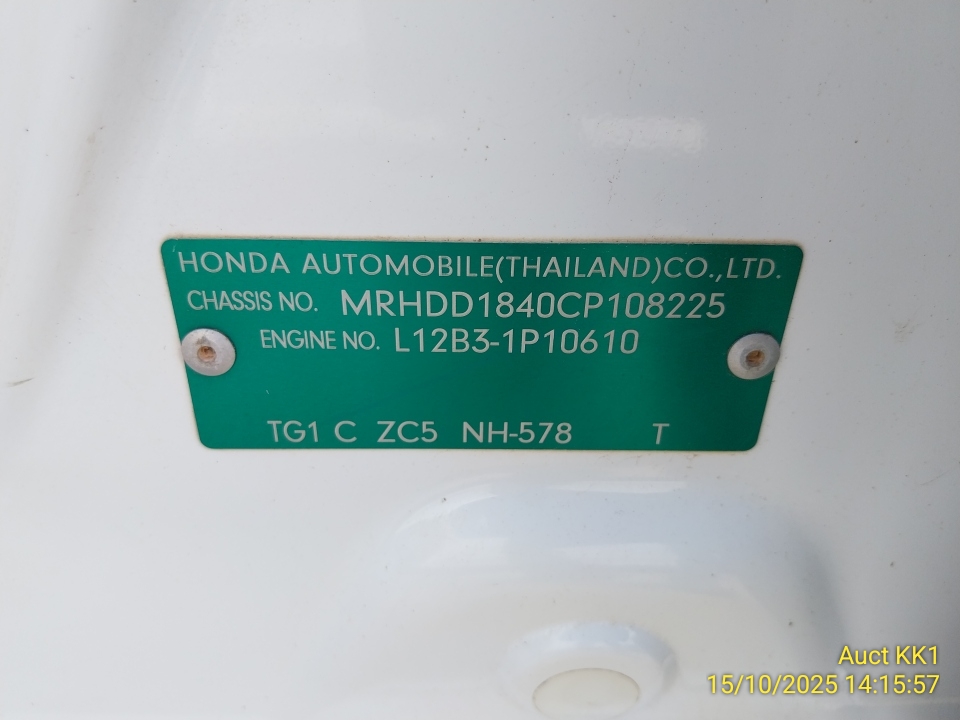 HONDA AUTOMOBILE(THAILAND)CO.,LTD.
CHASSIS NO. MRHDD1840CP108225
ENGINE NO. L12B3-1P10610
TG1 C ZC5 NH-578 T
Auct KK1
15/10/2025 14:15:57